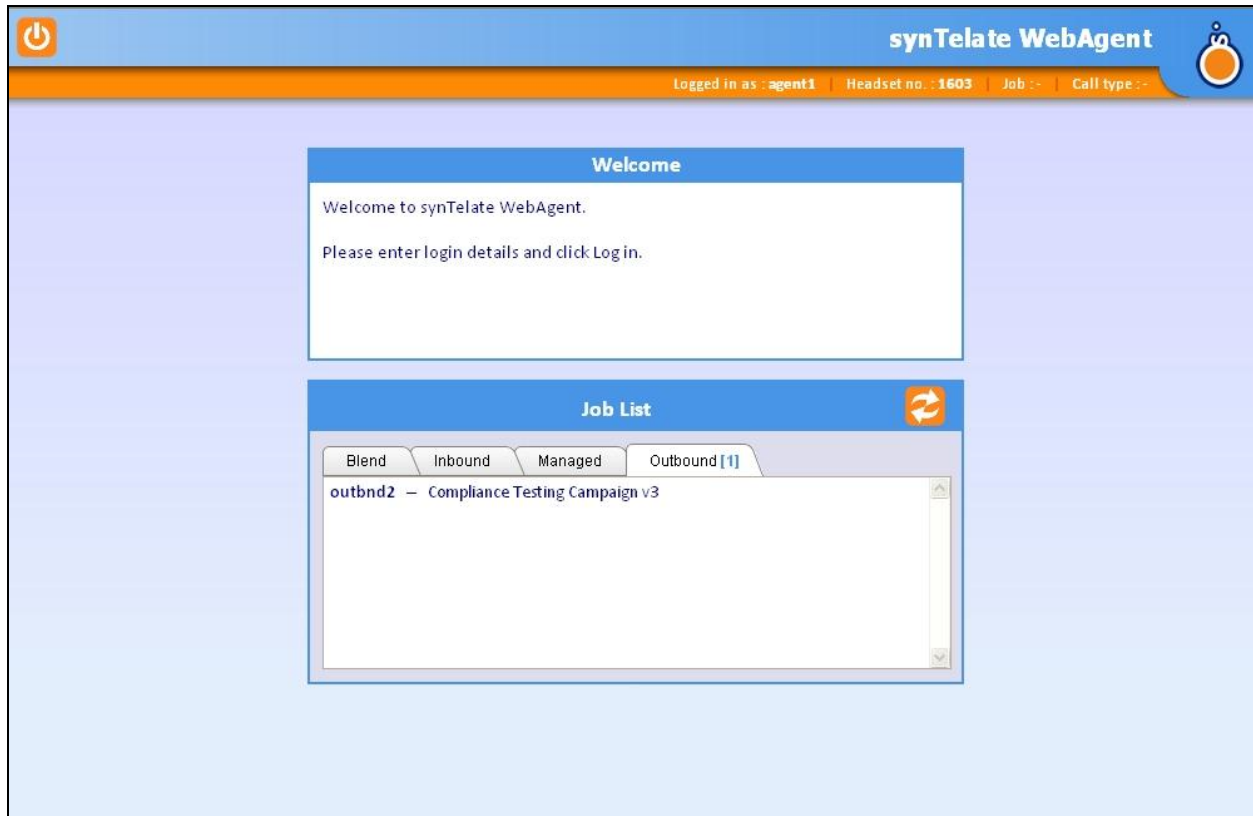 synTelate WebAgent
Logged in as : agent1 | Headset no. : 1603 | Job :- | Call type :-
Welcome
Welcome to synTelate WebAgent.
Please enter login details and click Log in.
Job List
Blend Inbound Managed Outbound [1]
outbnd2 – Compliance Testing Campaign v3